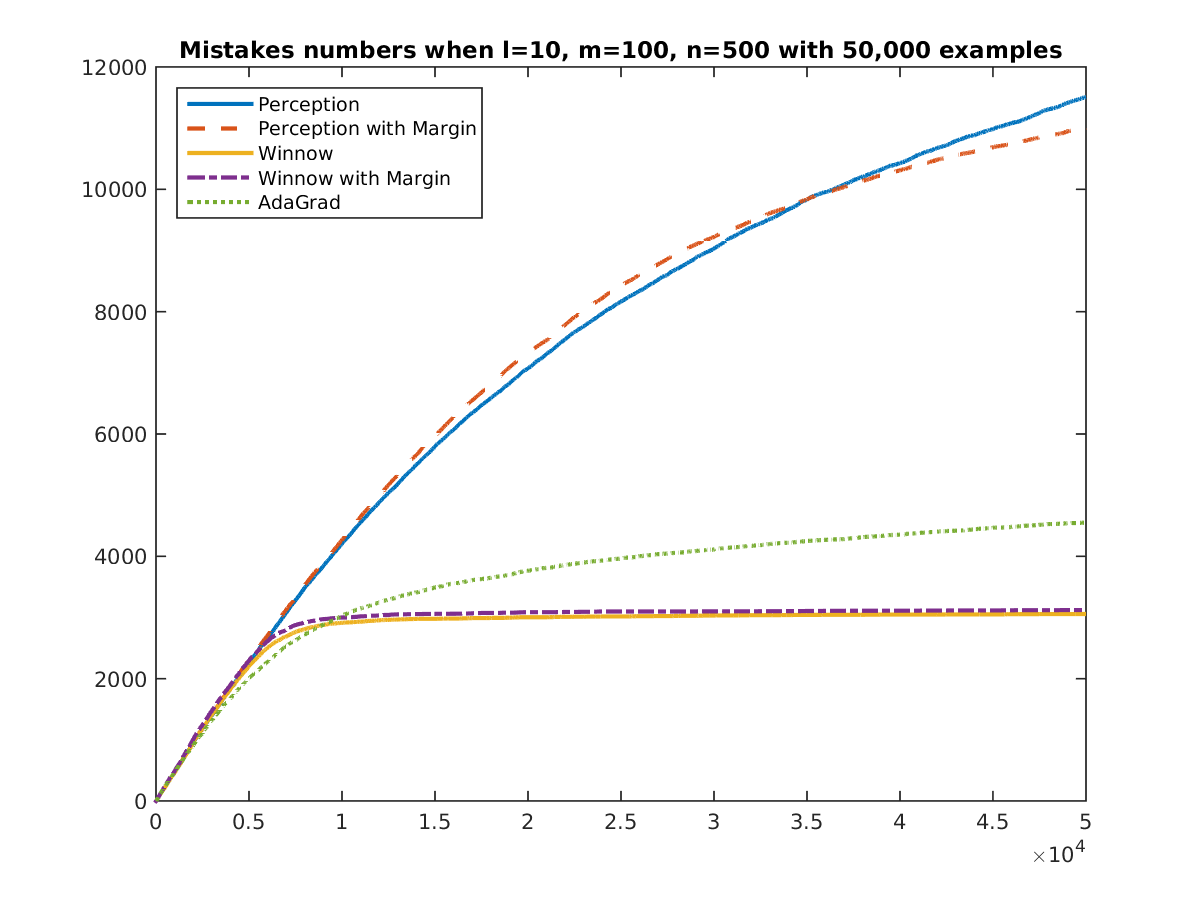 Mistakes numbers when l=10, m=100, n=500 with 50,000 examples
12000
10000
8000
6000
4000
2000
0
Perception
Perception with Margin
Winnow
Winnow with Margin
AdaGrad
0 0.5 1 1.5 2 2.5 3 3.5 4 4.5 5
×10⁴